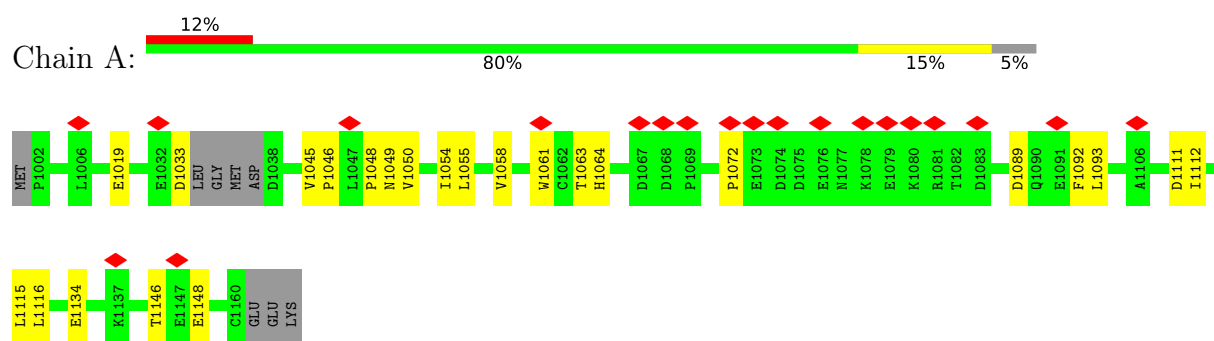 12%
Chain A:
80% 15% 5%
MET P1002 L1006 E1019 E1032 D1033 LEU GLY MET ASP D1038 V1045 P1046 L1047 P1048 N1049 V1050 I1054 L1055 V1058 W1061 C1062 T1063 H1064 D1067 D1068 P1069 P1072 E1073 D1074 D1075 E1076 N1077 K1078 E1079 K1080 R1081 T1082 D1083 D1089 Q1090 E1091 F1092 L1093 A1106 D1111 I1112
L1115 L1116 E1134 K1137 T1146 E1147 E1148 C1160 GLU GLU LYS